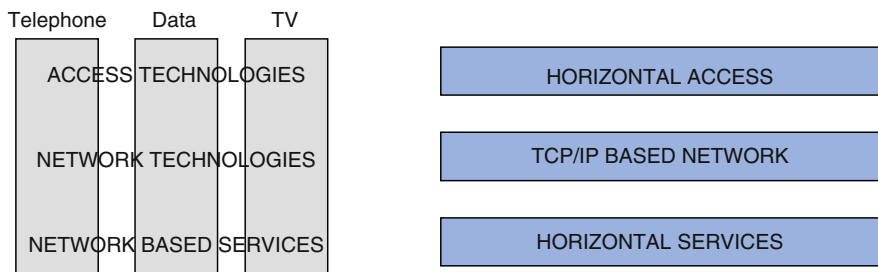 Telephone Data TV
ACCESS TECHNOLOGIES
NETWORK TECHNOLOGIES
NETWORK BASED SERVICES
HORIZONTAL ACCESS
TCP/IP BASED NETWORK
HORIZONTAL SERVICES